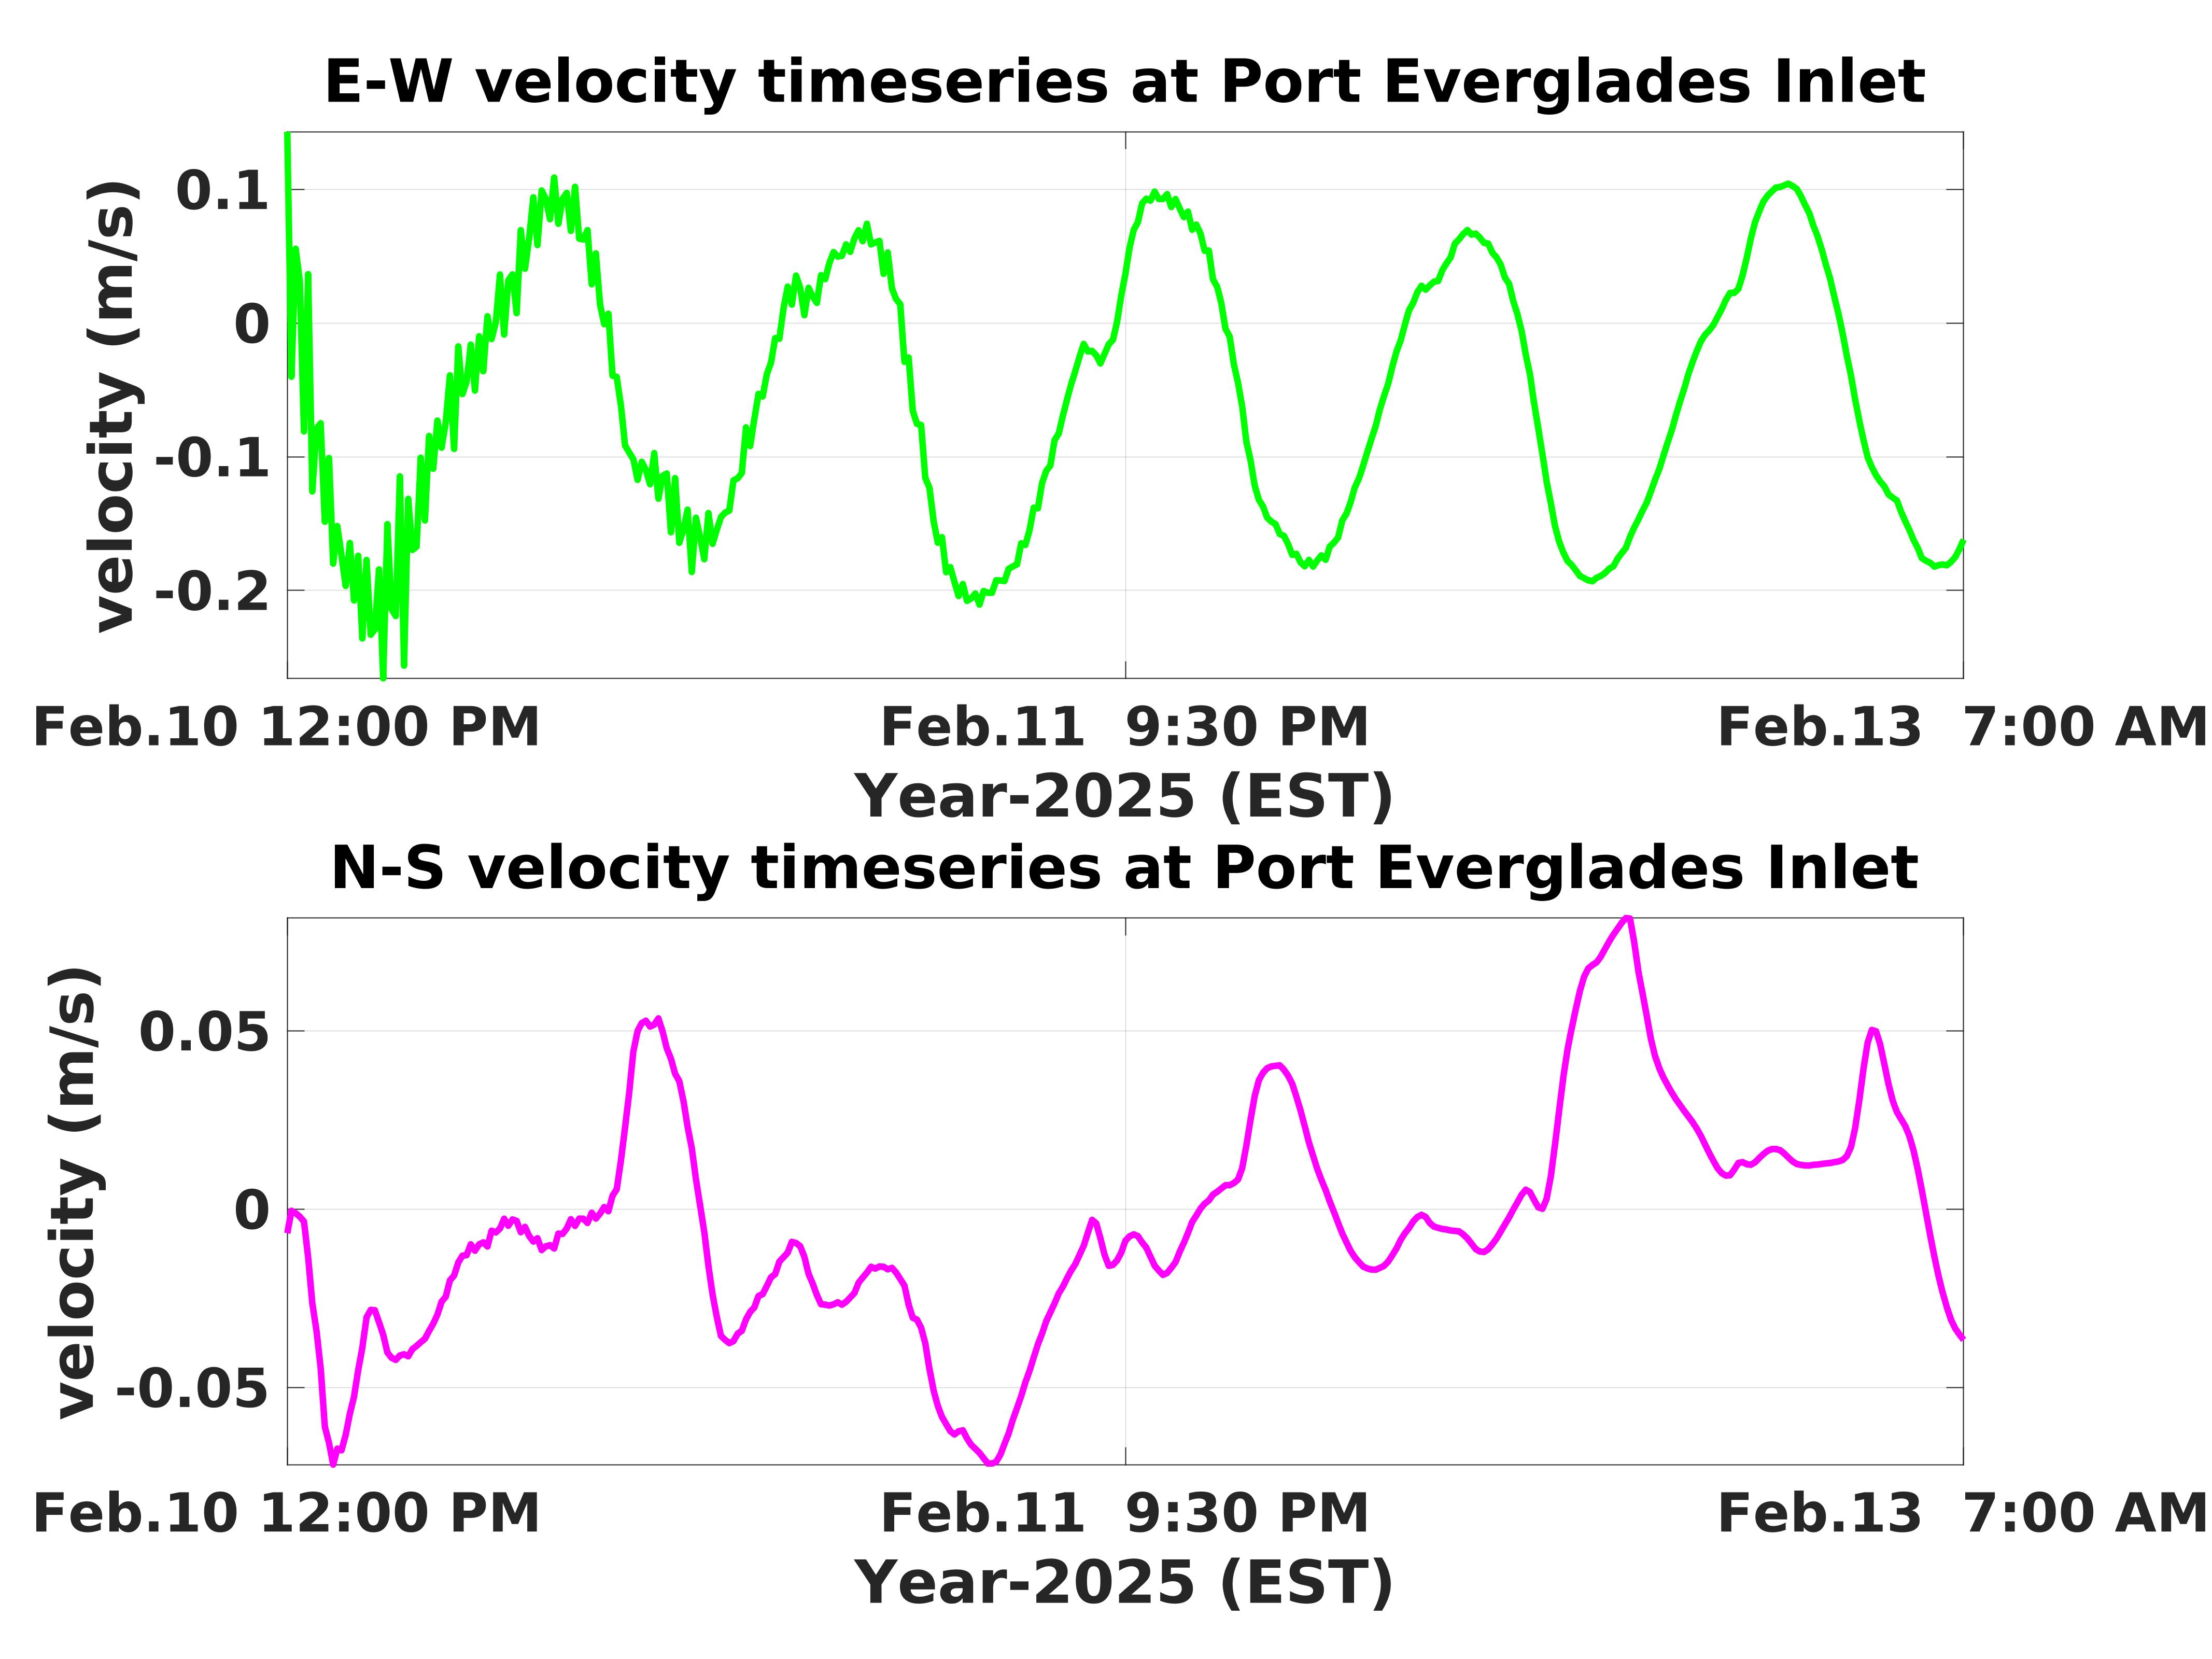 E-W velocity timeseries at Port Everglades Inlet
velocity (m/s)
0.1
0
-0.1
-0.2
Feb.10 12:00 PM Feb.11 9:30 PM Feb.13 7:00 AM
Year-2025 (EST)
N-S velocity timeseries at Port Everglades Inlet
velocity (m/s)
0.05
0
-0.05
Feb.10 12:00 PM Feb.11 9:30 PM Feb.13 7:00 AM
Year-2025 (EST)